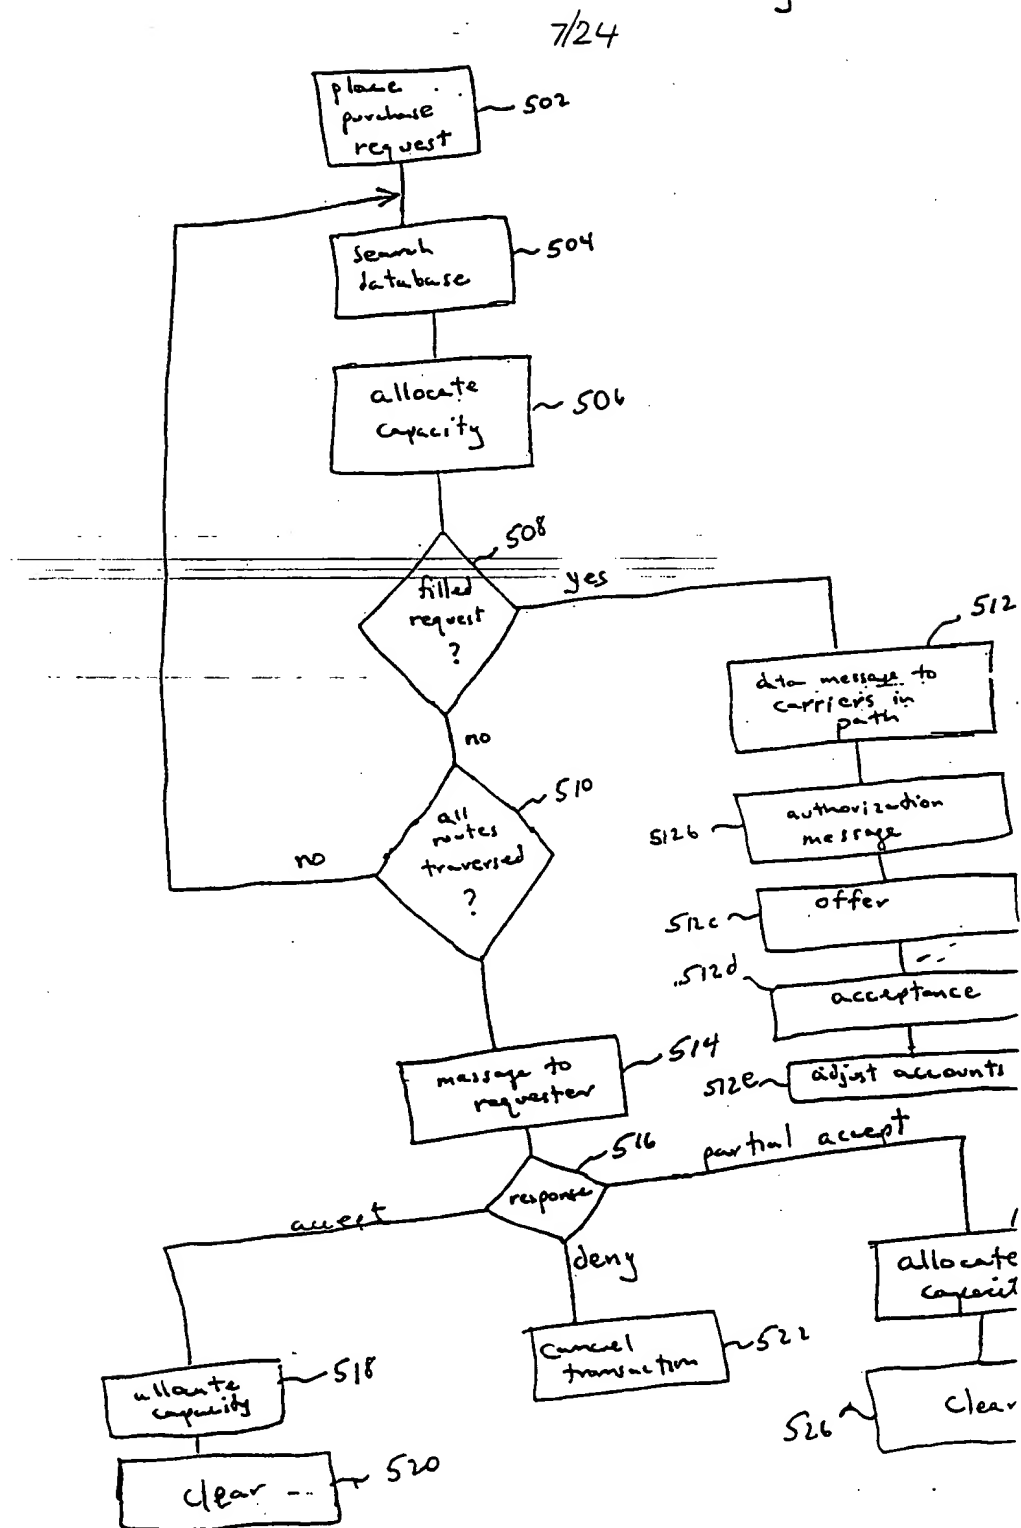 7/24
place
purchase
request
502
search
database
504
allocate
capacity
506
508
filled
request
?
yes
512
data message to
carriers in
path
no
510
all
routes
traversed
?
no
authorization
message
512b
offer
512c
512d
acceptance
adjust accounts
512e
message to
requester
514
516
response
partial accept
accept
deny
allocate
cancel
transaction
522
allocate
capacity
518
clear
526
clear
520